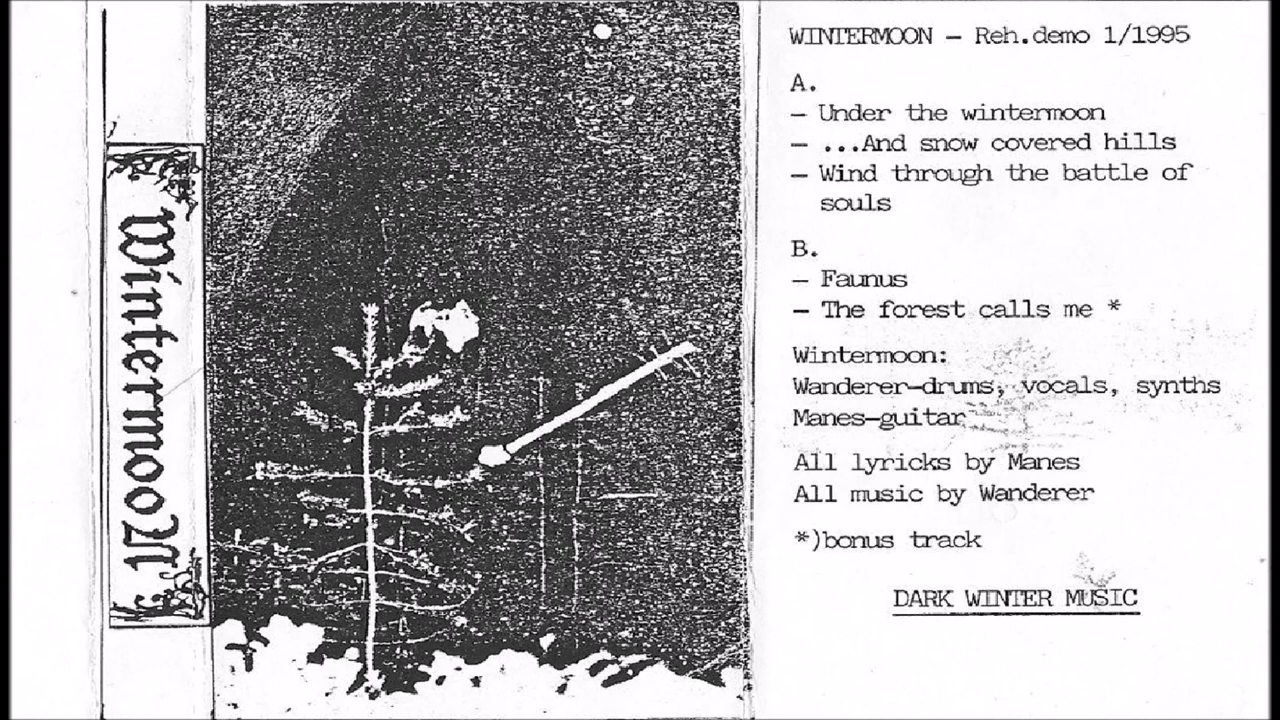 WintermooN
WINTERMOON - Reh.demo 1/1995
A.
- Under the wintermoon
- ...And snow covered hills
- Wind through the battle of
souls
B.
- Faunus
- The forest calls me *
Wintermoon:
Wanderer-drums, vocals, synths
Manes-guitar
All lyricks by Manes
All music by Wanderer
*)bonus track
DARK WINTER MUSIC